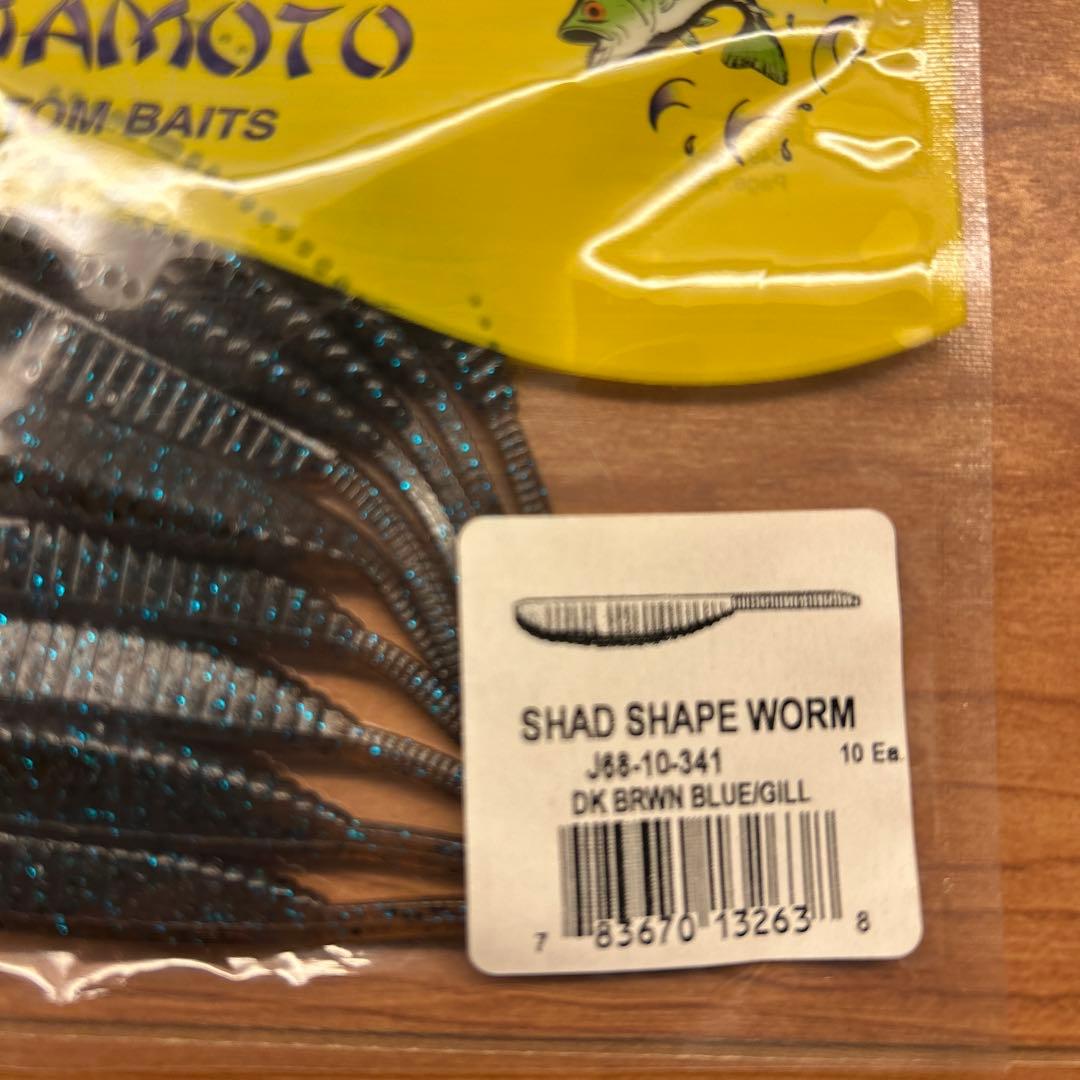 AMOTO
TOM BAITS
SHAD SHAPE WORM
J68-10-341
10 Ea.
DK BRWN BLUE/GILL
7 83670 13263 8